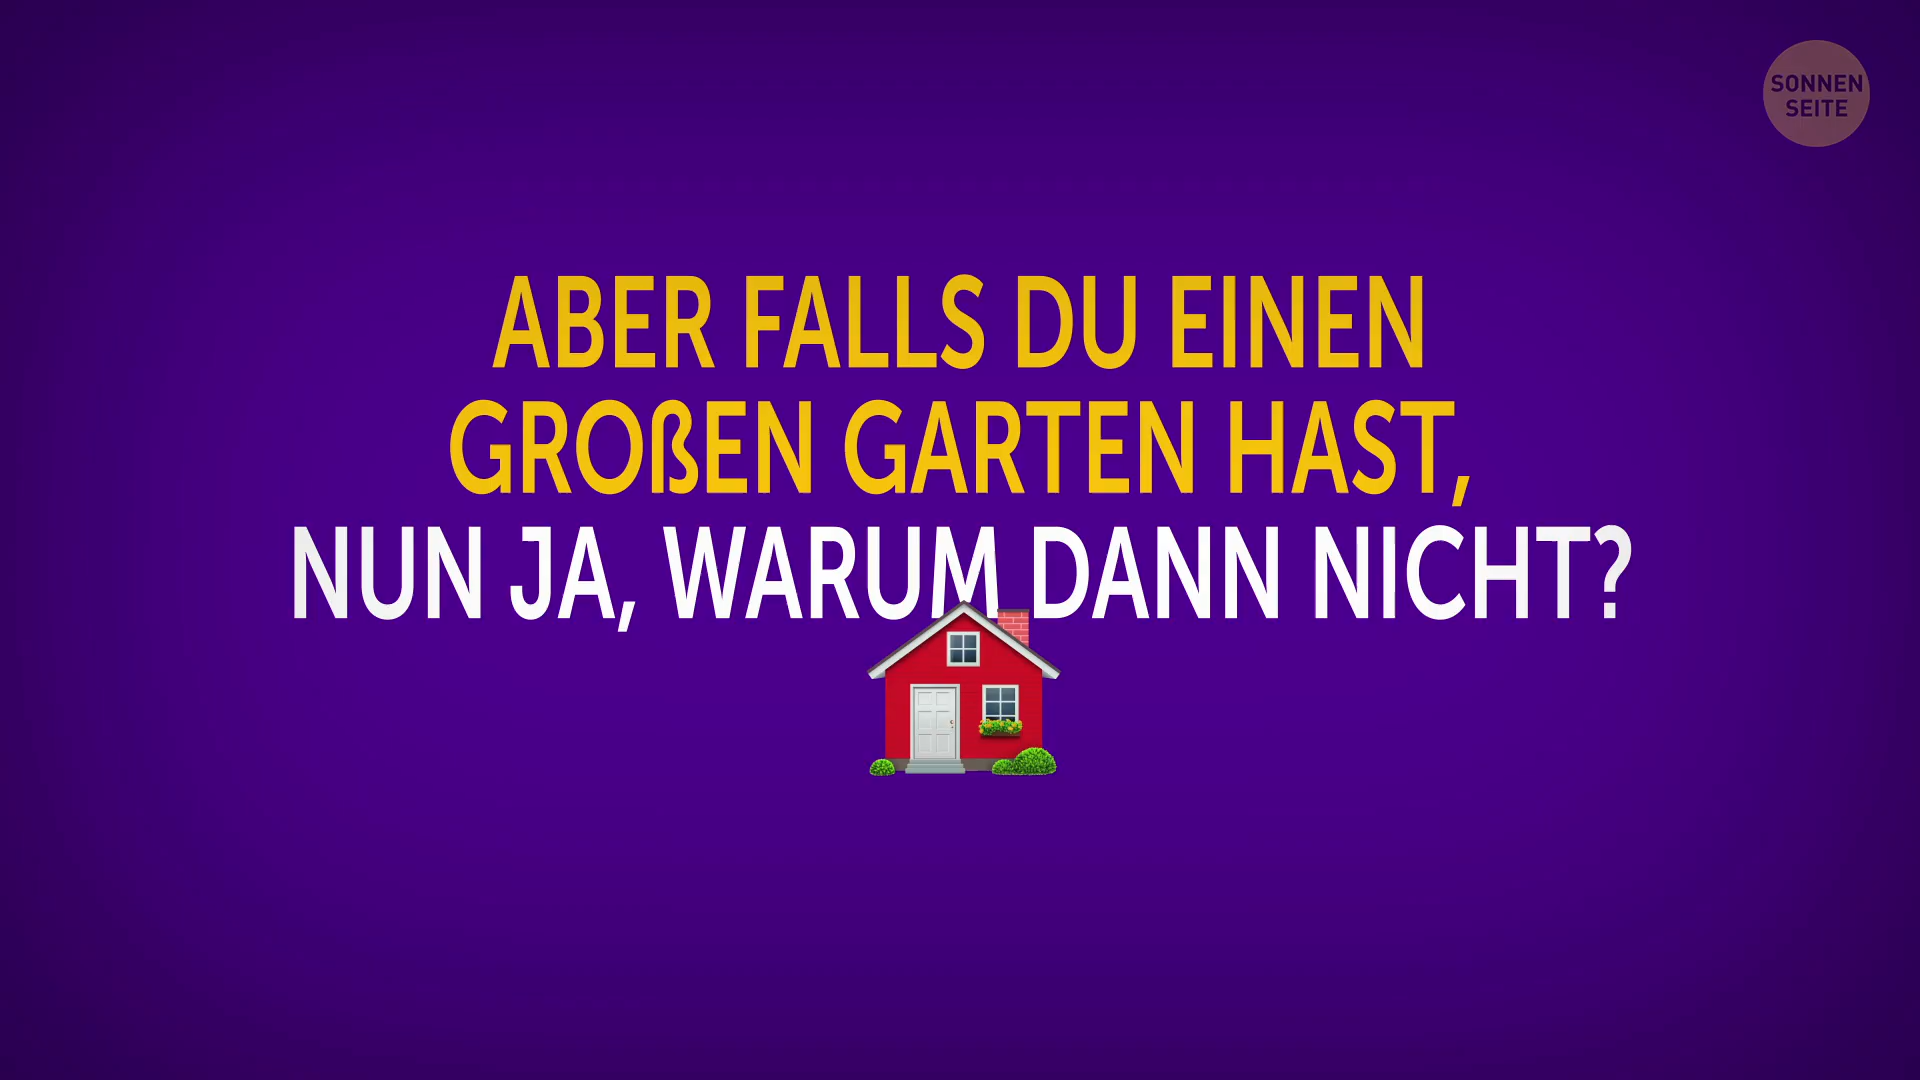 SONNEN
SEITE
ABER FALLS DU EINEN
GROßEN GARTEN HAST,
NUN JA, WARUM DANN NICHT?